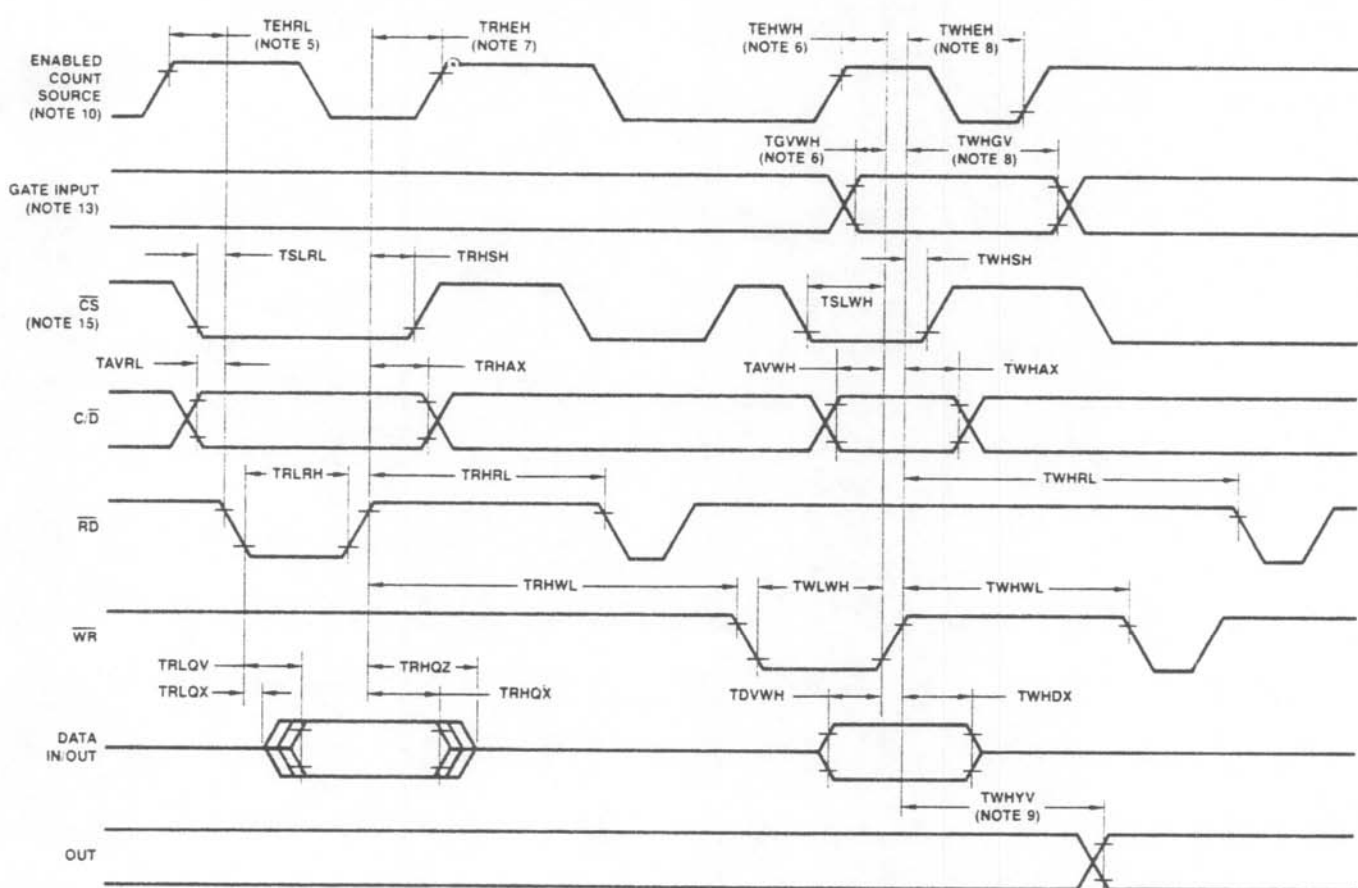 TEHRL
(NOTE 5)
TRHEH
(NOTE 7)
TEHWH
(NOTE 6)
TWHEH
(NOTE 8)
ENABLED
COUNT
SOURCE
(NOTE 10)
TGVWH
(NOTE 6)
TWHGV
(NOTE 8)
GATE INPUT
(NOTE 13)
TSLRL
TRHSH
TWHSH
TSLWH
CS
(NOTE 15)
TAVRL
TRHAX
TAVWH
TWHAX
C/D
TRLRH
TRHRL
TWHRL
RD
TRHWL
TWLWH
TWHWL
WR
TRLQV
TRHQZ
TRLQX
TRHQX
TDVWH
TWHDX
DATA
IN/OUT
TWHYV
(NOTE 9)
OUT